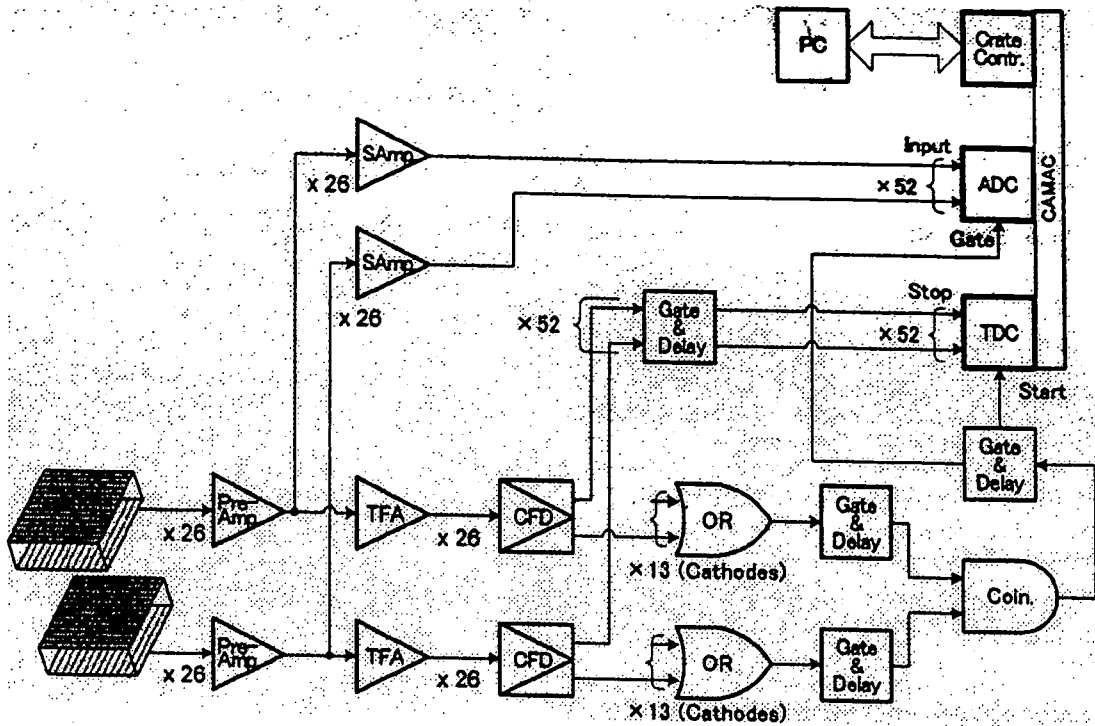 PC
Crate
Contr.
CAMAC
SAmp
× 26
Input
× 52
ADC
Gate
SAmp
× 26
× 52
Gate
&
Delay
Stop
× 52
TDC
Start
Gate
&
Delay
Pre-
Amp
× 26
TFA
× 26
CFD
OR
× 13 (Cathodes)
Gate
&
Delay
Coin.
Pre-
Amp
× 26
TFA
× 26
CFD
OR
× 13 (Cathodes)
Gate
&
Delay